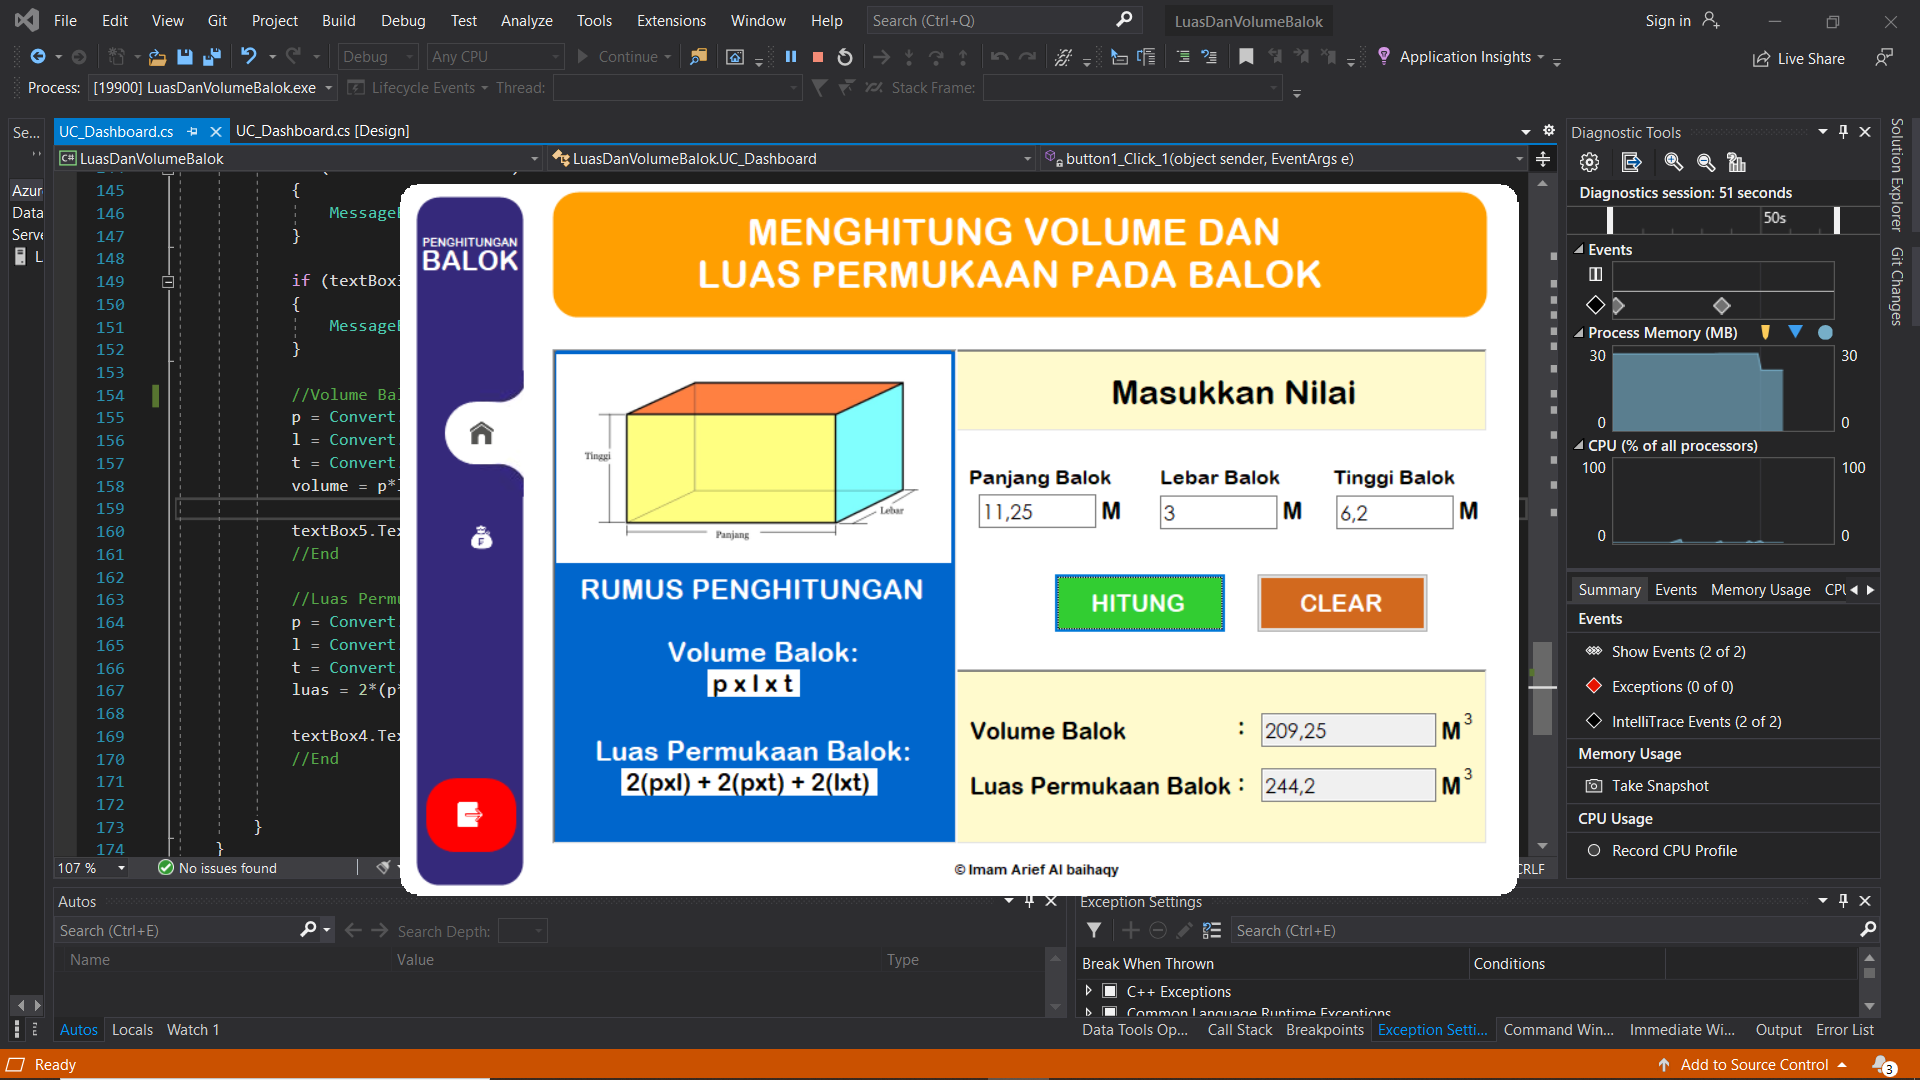 File Edit View Git Project Build Debug Test Analyze Tools Extensions Window Help Search (Ctrl+Q) LuasDanVolumeBalok Sign in
Debug Any CPU Continue Application Insights Live Share
Process: [19900] LuasDanVolumeBalok.exe Lifecycle Events Thread: Stack Frame:
Se...
Azur
Data
Serve
L
UC_Dashboard.cs UC_Dashboard.cs [Design]
C# LuasDanVolumeBalok LuasDanVolumeBalok.UC_Dashboard button1_Click_1(object sender, EventArgs e)
145 {
146 Message
147 }
148
149 if (textBox
150 {
151 Message
152 }
153
154 //Volume Bal
155 p = Convert.
156 l = Convert.
157 t = Convert.
158 volume = p*
159
160 textBox5.Tex
161 //End
162
163 //Luas Permu
164 p = Convert.
165 l = Convert.
166 t = Convert.
167 luas = 2*(p*
168
169 textBox4.Tex
170 //End
171
172
173 }
174 }
107 % No issues found CRLF
PENGHITUNGAN
BALOK
MENGHITUNG VOLUME DAN
LUAS PERMUKAAN PADA BALOK
Tinggi
Lebar
Panjang
RUMUS PENGHITUNGAN
Volume Balok:
p x l x t
Luas Permukaan Balok:
2(pxl) + 2(pxt) + 2(lxt)
Masukkan Nilai
Panjang Balok Lebar Balok Tinggi Balok
11,25 M 3 M 6,2 M
HITUNG CLEAR
Volume Balok : 209,25 M3
Luas Permukaan Balok : 244,2 M3
© Imam Arief Al baihaqy
Diagnostic Tools
Diagnostics session: 51 seconds
50s
Events
Process Memory (MB)
30 30
0 0
CPU (% of all processors)
100 100
0 0
Summary Events Memory Usage CPU
Events
Show Events (2 of 2)
Exceptions (0 of 0)
IntelliTrace Events (2 of 2)
Memory Usage
Take Snapshot
CPU Usage
Record CPU Profile
Solution Explorer
Git Changes
Autos
Search (Ctrl+E) Search Depth:
Name Value Type
Autos Locals Watch 1
Exception Settings
Search (Ctrl+E)
Break When Thrown Conditions
C++ Exceptions
Common Language Runtime Exceptions
Data Tools Op... Call Stack Breakpoints Exception Setti... Command Win... Immediate Wi... Output Error List
Ready Add to Source Control 3